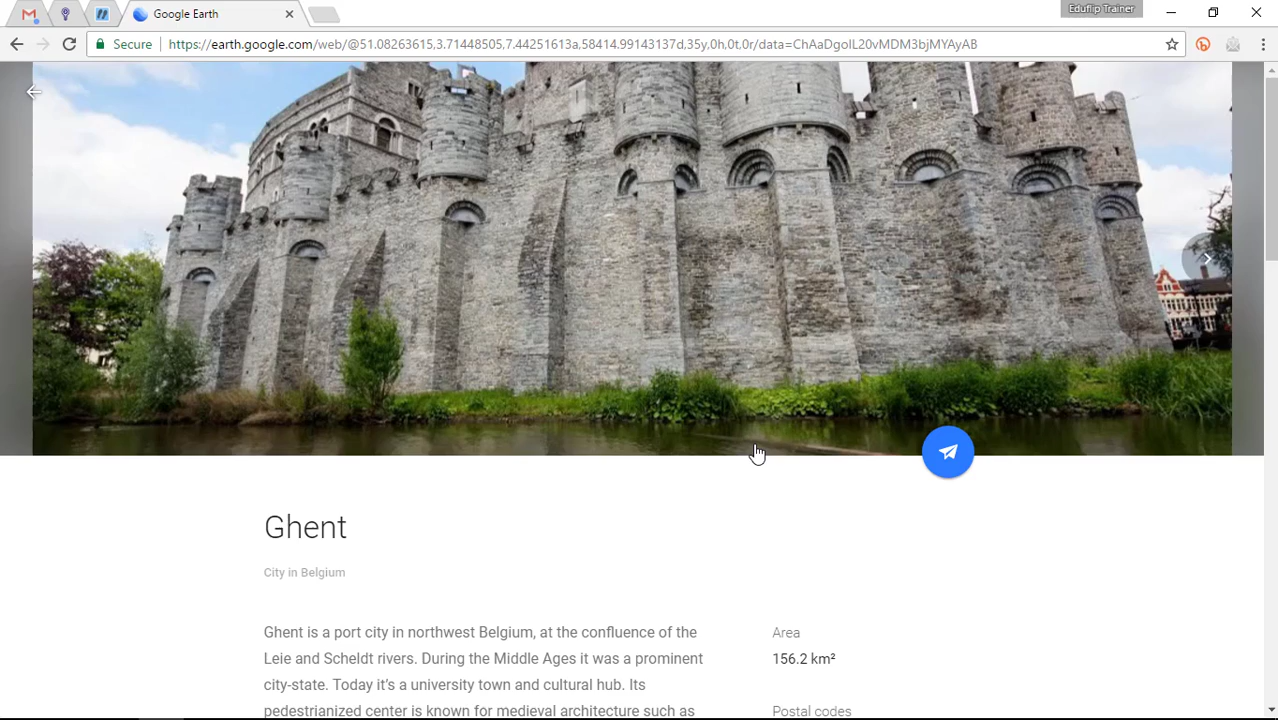 Google Earth
Eduflip Trainer
Secure
https://earth.google.com/web/@51.08263615,3.71448505,7.44251613a,58414.99143137d,35y,0h,0t,0r/data=ChAaDgoIL20vMDM3bjMYAyAB
Ghent
City in Belgium
Ghent is a port city in northwest Belgium, at the confluence of the
Leie and Scheldt rivers. During the Middle Ages it was a prominent
city-state. Today it's a university town and cultural hub. Its
pedestrianized center is known for medieval architecture such as
Area
156.2 km²
Postal codes